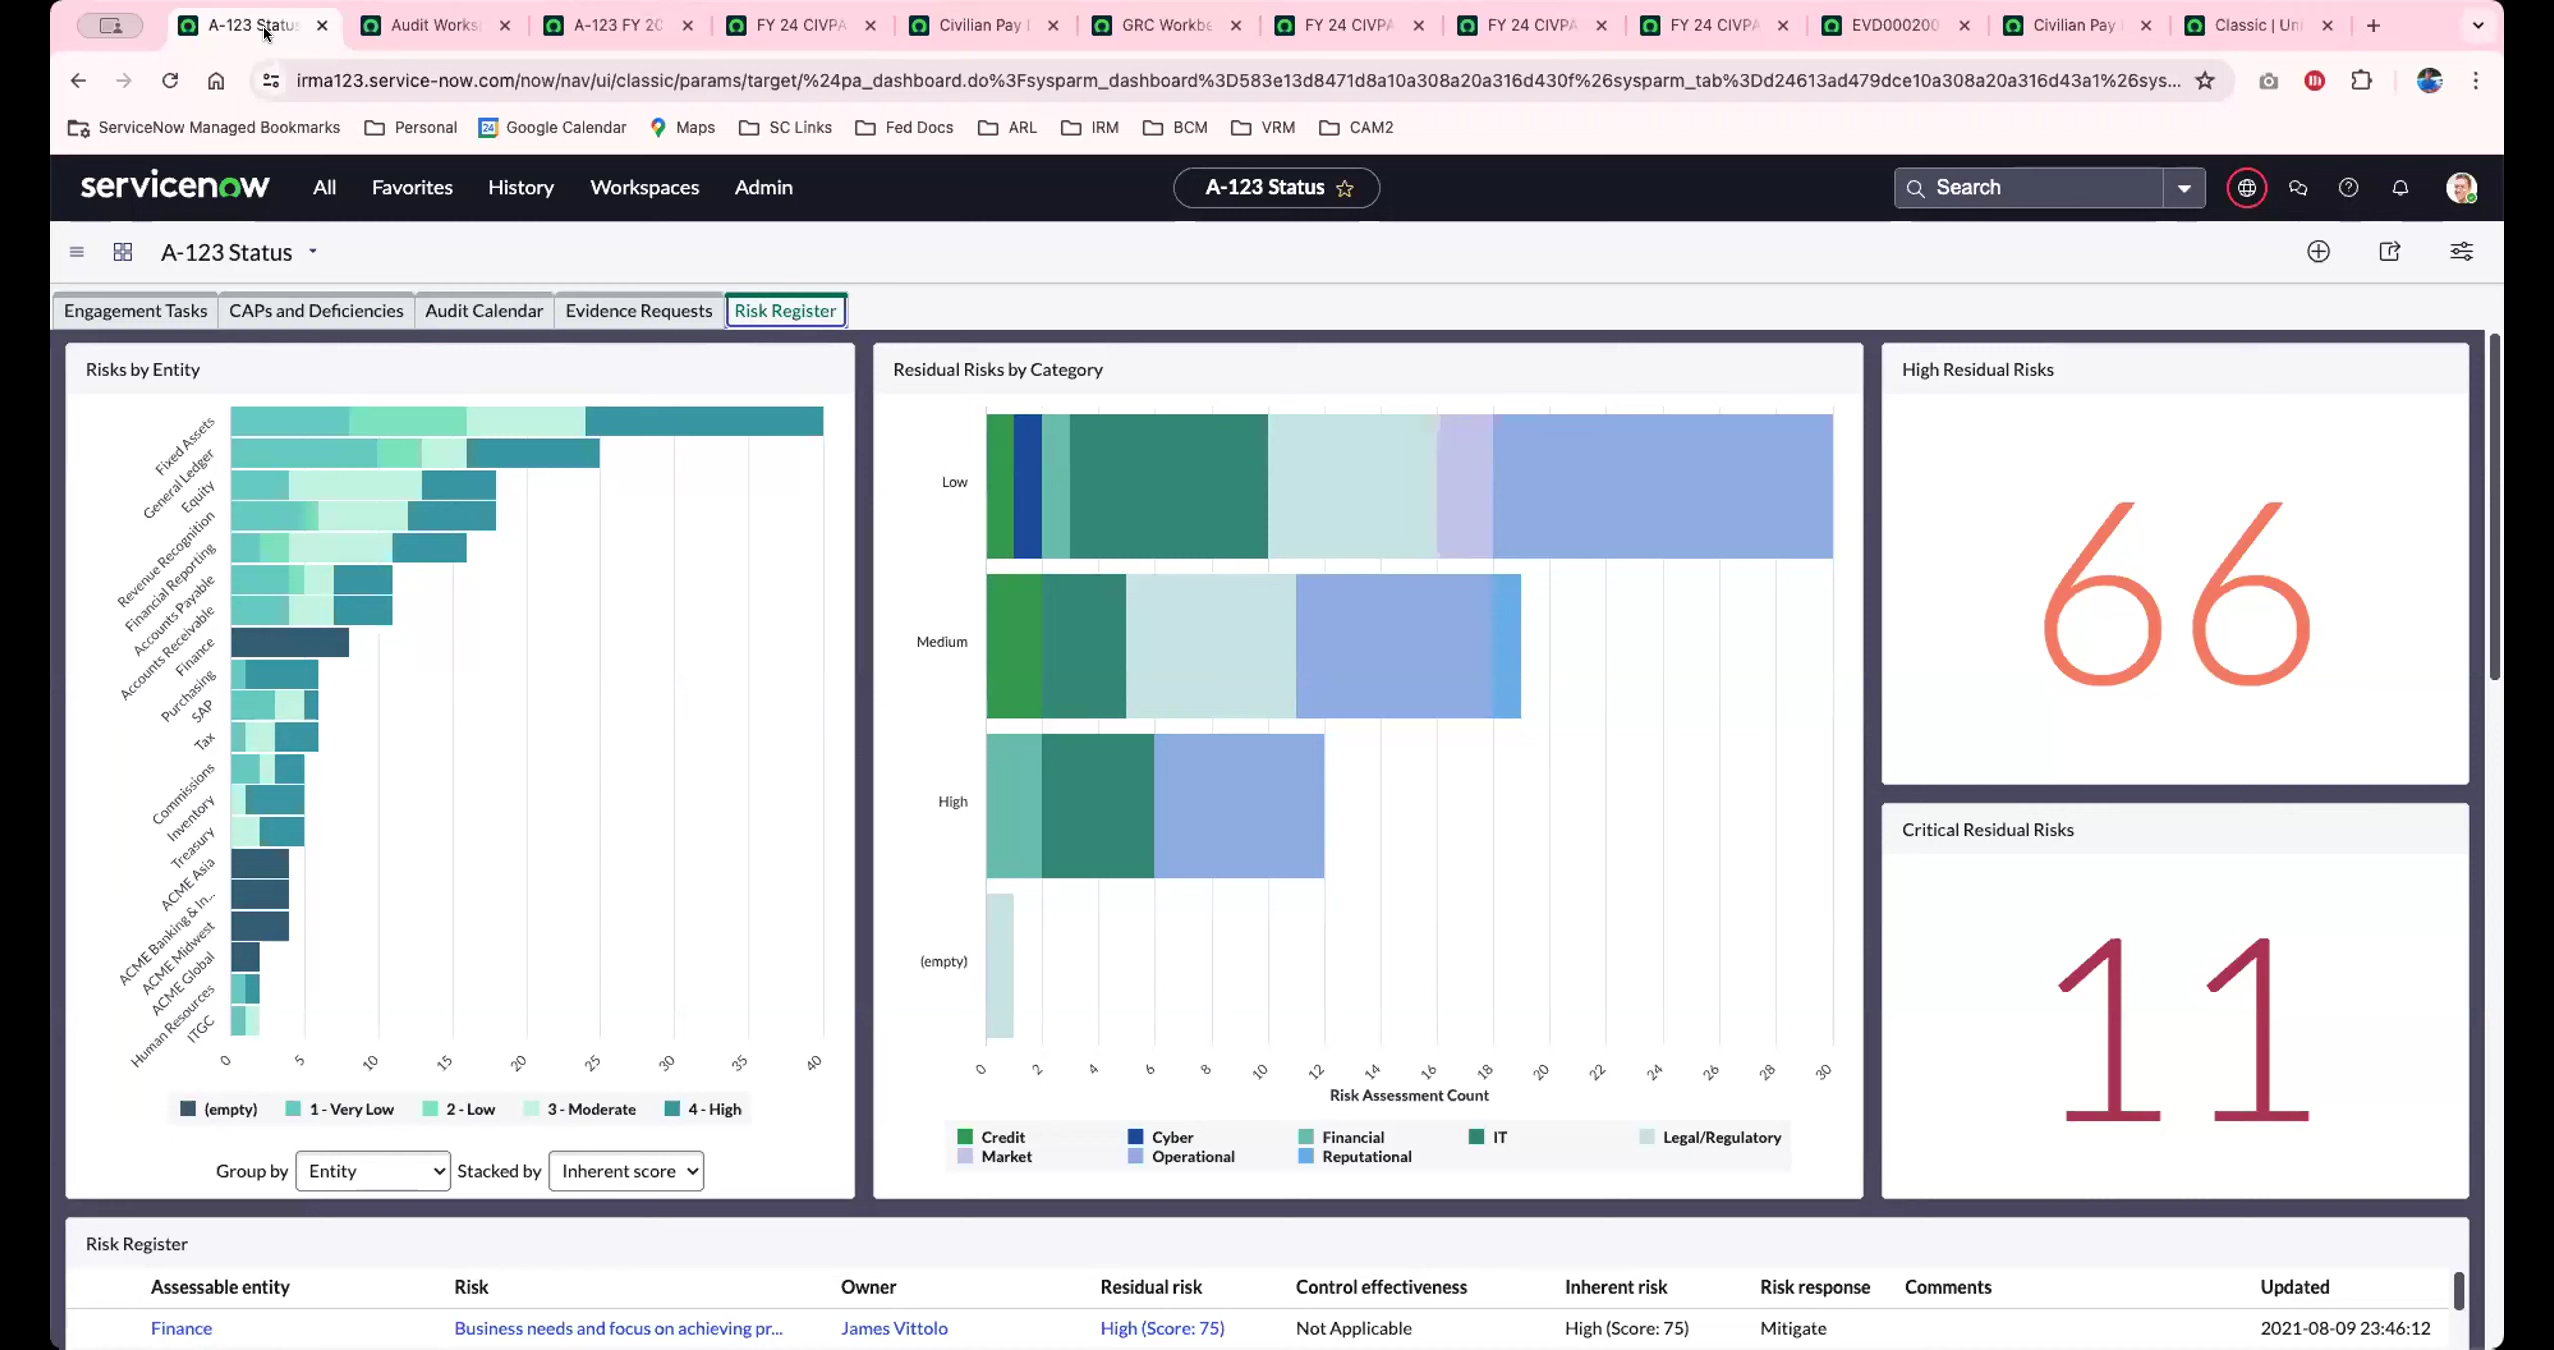 A-123 Status
Audit Works
A-123 FY 20
FY 24 CIVPA
Civilian Pay
GRC Workbe
FY 24 CIVPA
FY 24 CIVPA
FY 24 CIVPA
EVD000200
Civilian Pay
Classic | Un
irma123.service-now.com/now/nav/ui/classic/params/target/%24pa_dashboard.do%3Fsysparm_dashboard%3D583e13d8471d8a10a308a20a316d430f%26sysparm_tab%3Dd24613ad479dce10a308a20a316d43a1%26sys...
ServiceNow Managed Bookmarks
Personal
24
Google Calendar
Maps
SC Links
Fed Docs
ARL
IRM
BCM
VRM
CAM2
servicenow
All
Favorites
History
Workspaces
Admin
A-123 Status
Search
A-123 Status
Engagement Tasks
CAPs and Deficiencies
Audit Calendar
Evidence Requests
Risk Register
Risks by Entity
Fixed Assets
General Ledger
Equity
Revenue Recognition
Financial Reporting
Accounts Payable
Accounts Receivable
Finance
Purchasing
SAP
Tax
Commissions
Inventory
Treasury
ACME Asia
ACME Banking & In...
ACME Midwest
ACME Global
Human Resources
ITGC
0 5 10 15 20 25 30 35 40
(empty) 1 - Very Low 2 - Low 3 - Moderate 4 - High
Group by Entity Stacked by Inherent score
Residual Risks by Category
Low
Medium
High
(empty)
0 2 4 6 8 10 12 14 16 18 20 22 24 26 28 30
Risk Assessment Count
Credit Cyber Financial IT Legal/Regulatory
Market Operational Reputational
High Residual Risks
66
Critical Residual Risks
11
Risk Register
Assessable entity Risk Owner Residual risk Control effectiveness Inherent risk Risk response Comments Updated
Finance Business needs and focus on achieving pr... James Vittolo High (Score: 75) Not Applicable High (Score: 75) Mitigate 2021-08-09 23:46:12